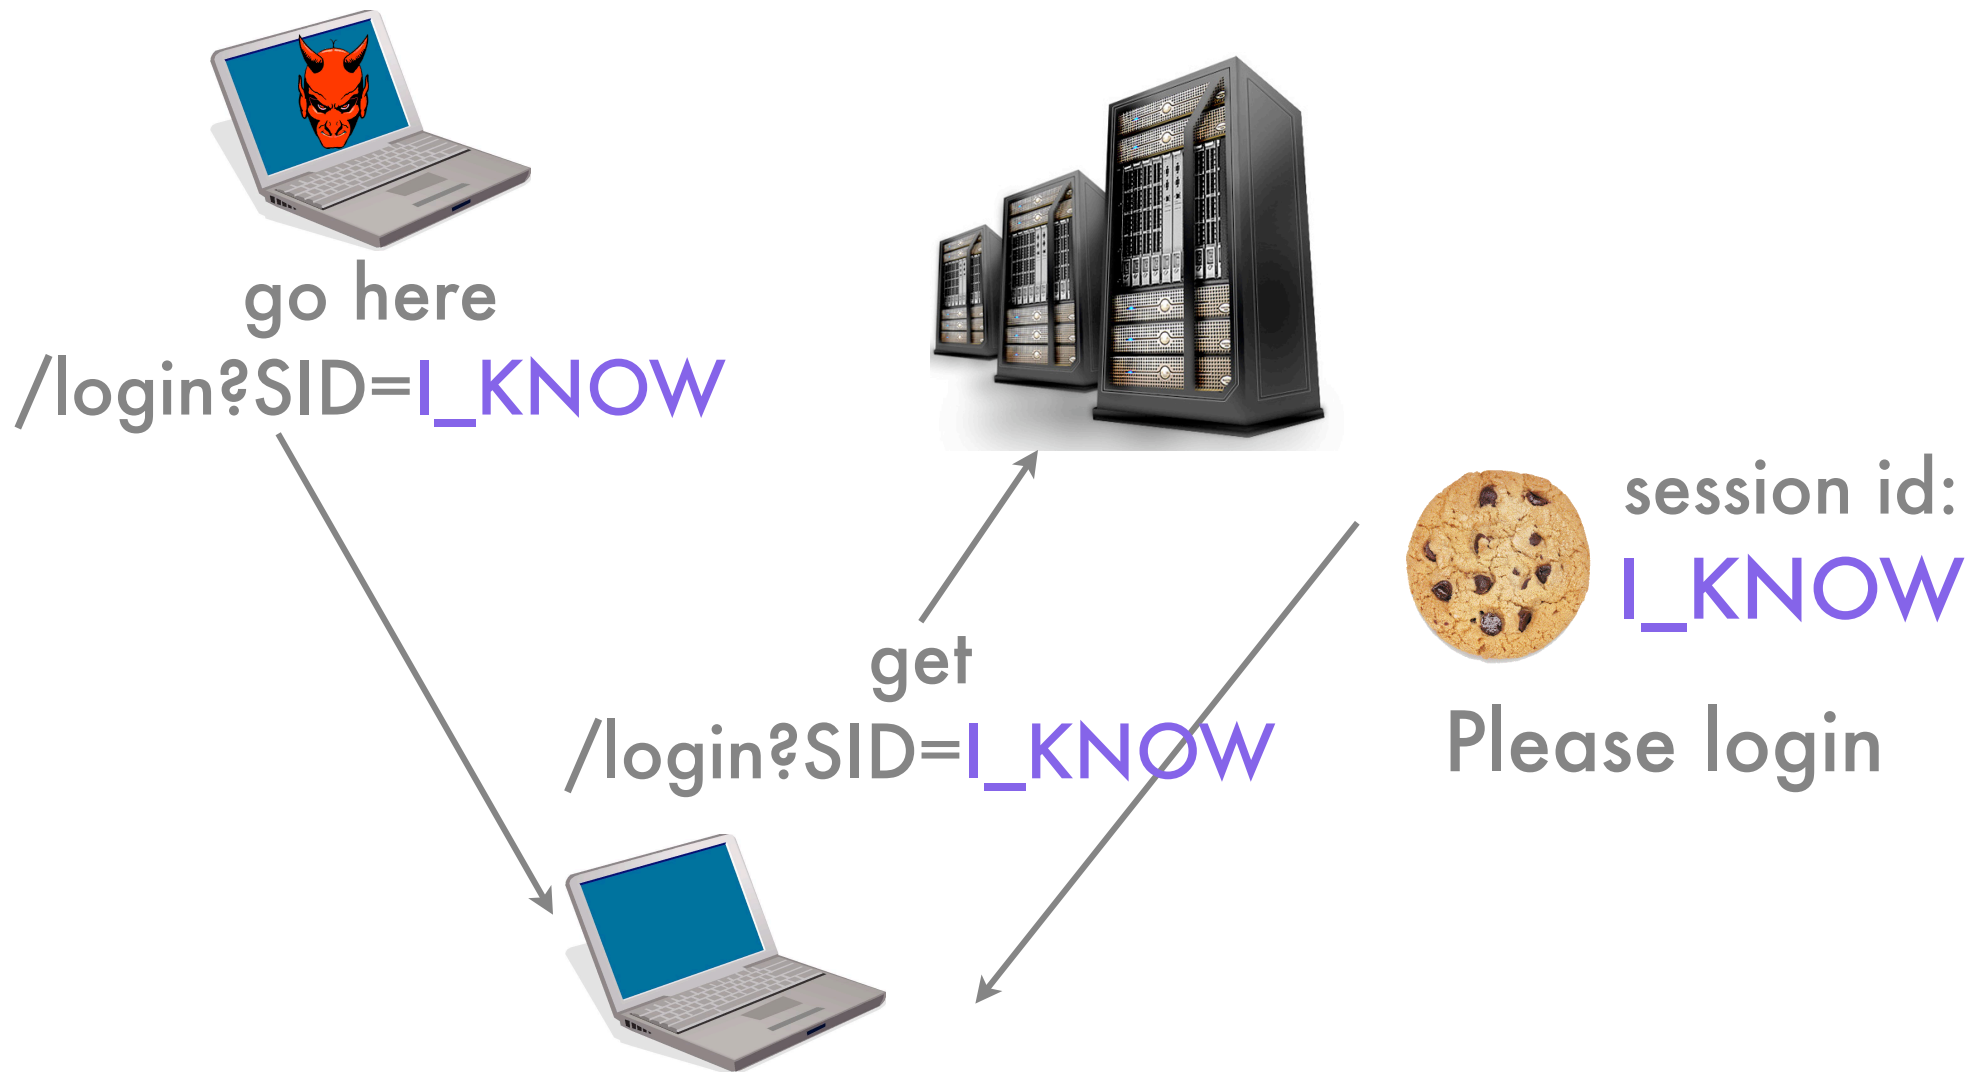 go here
/login?SID=I_KNOW
session id:
I_KNOW
get
/login?SID=I_KNOW
Please login